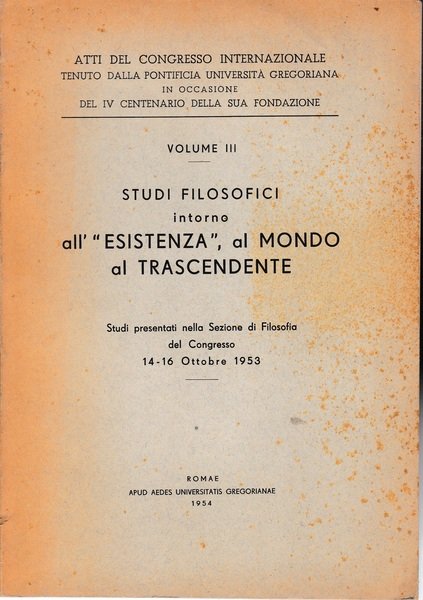 ATTI DEL CONGRESSO INTERNAZIONALE
TENUTO DALLA PONTIFICIA UNIVERSITÀ GREGORIANA
IN OCCASIONE
DEL IV CENTENARIO DELLA SUA FONDAZIONE
VOLUME III
STUDI FILOSOFICI
intorno
all' "ESISTENZA", al MONDO
al TRASCENDENTE
Studi presentati nella Sezione di Filosofia
del Congresso
14-16 Ottobre 1953
ROMAE
APUD AEDES UNIVERSITATIS GREGORIANAE
1954